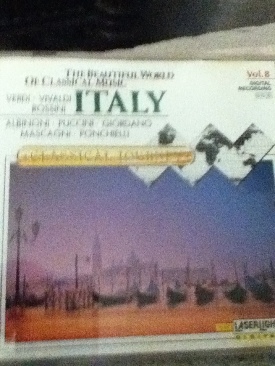 THE BEAUTIFUL WORLD
OF CLASSICAL MUSIC
Vol. 8
DIGITAL
RECORDING
VERDI · VIVALDI
ROSSINI
ITALY
ALBINONI · PUCCINI · GIORDANO
MASCAGNI · PONCHIELLI
A CLASSICAL JOURNEY
LASERLIGHT
DIGITAL